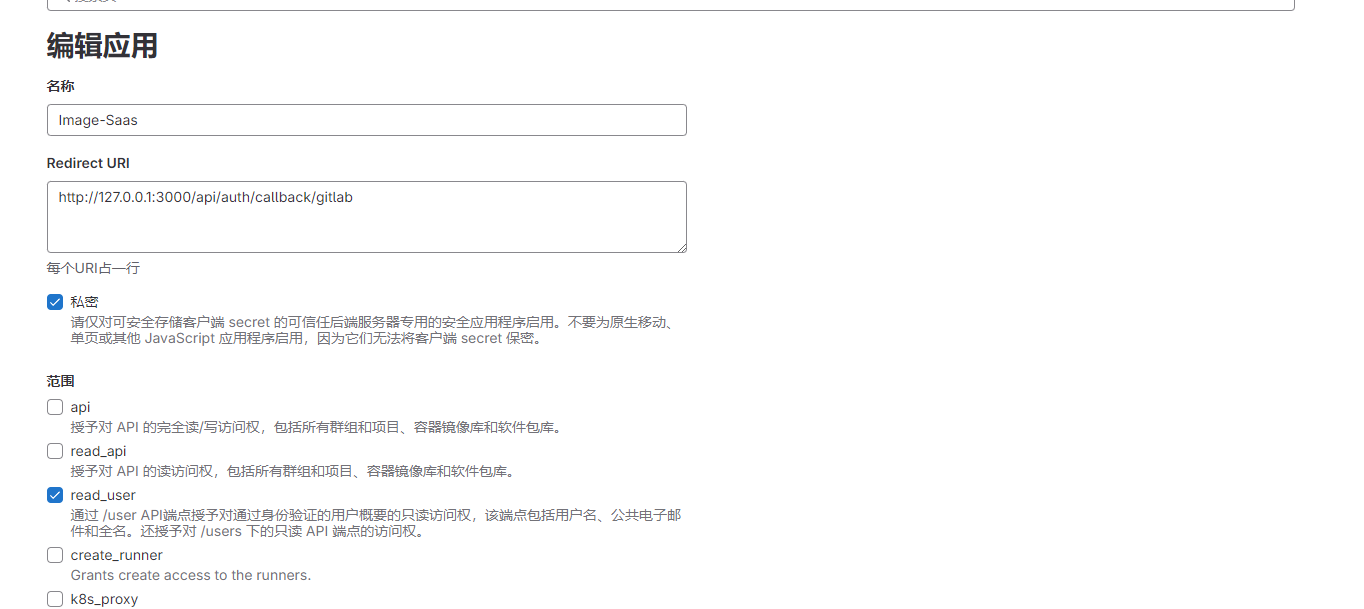 编辑应用
名称
Image-Saas
Redirect URI
http://127.0.0.1:3000/api/auth/callback/gitlab
每个URI占一行
私密
请仅对可安全存储客户端 secret 的可信任后端服务器专用的安全应用程序启用。不要为原生移动、
单页或其他 JavaScript 应用程序启用，因为它们无法将客户端 secret 保密。
范围
api
授予对 API 的完全读/写访问权，包括所有群组和项目、容器镜像库和软件包库。
read_api
授予对 API 的读访问权，包括所有群组和项目、容器镜像库和软件包库。
read_user
通过 /user API端点授予对通过身份验证的用户概要的只读访问权，该端点包括用户名、公共电子邮
件和全名。还授予对 /users 下的只读 API 端点的访问权。
create_runner
Grants create access to the runners.
k8s_proxy